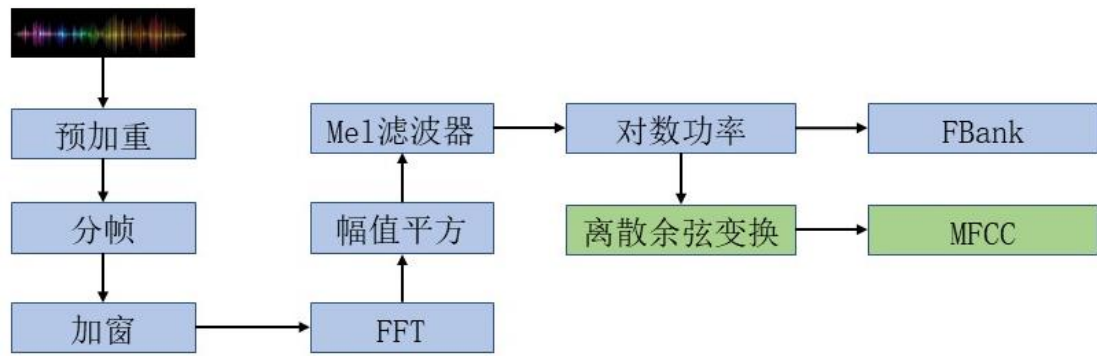 预加重
分帧
加窗
FFT
幅值平方
Mel滤波器
对数功率
FBank
离散余弦变换
MFCC